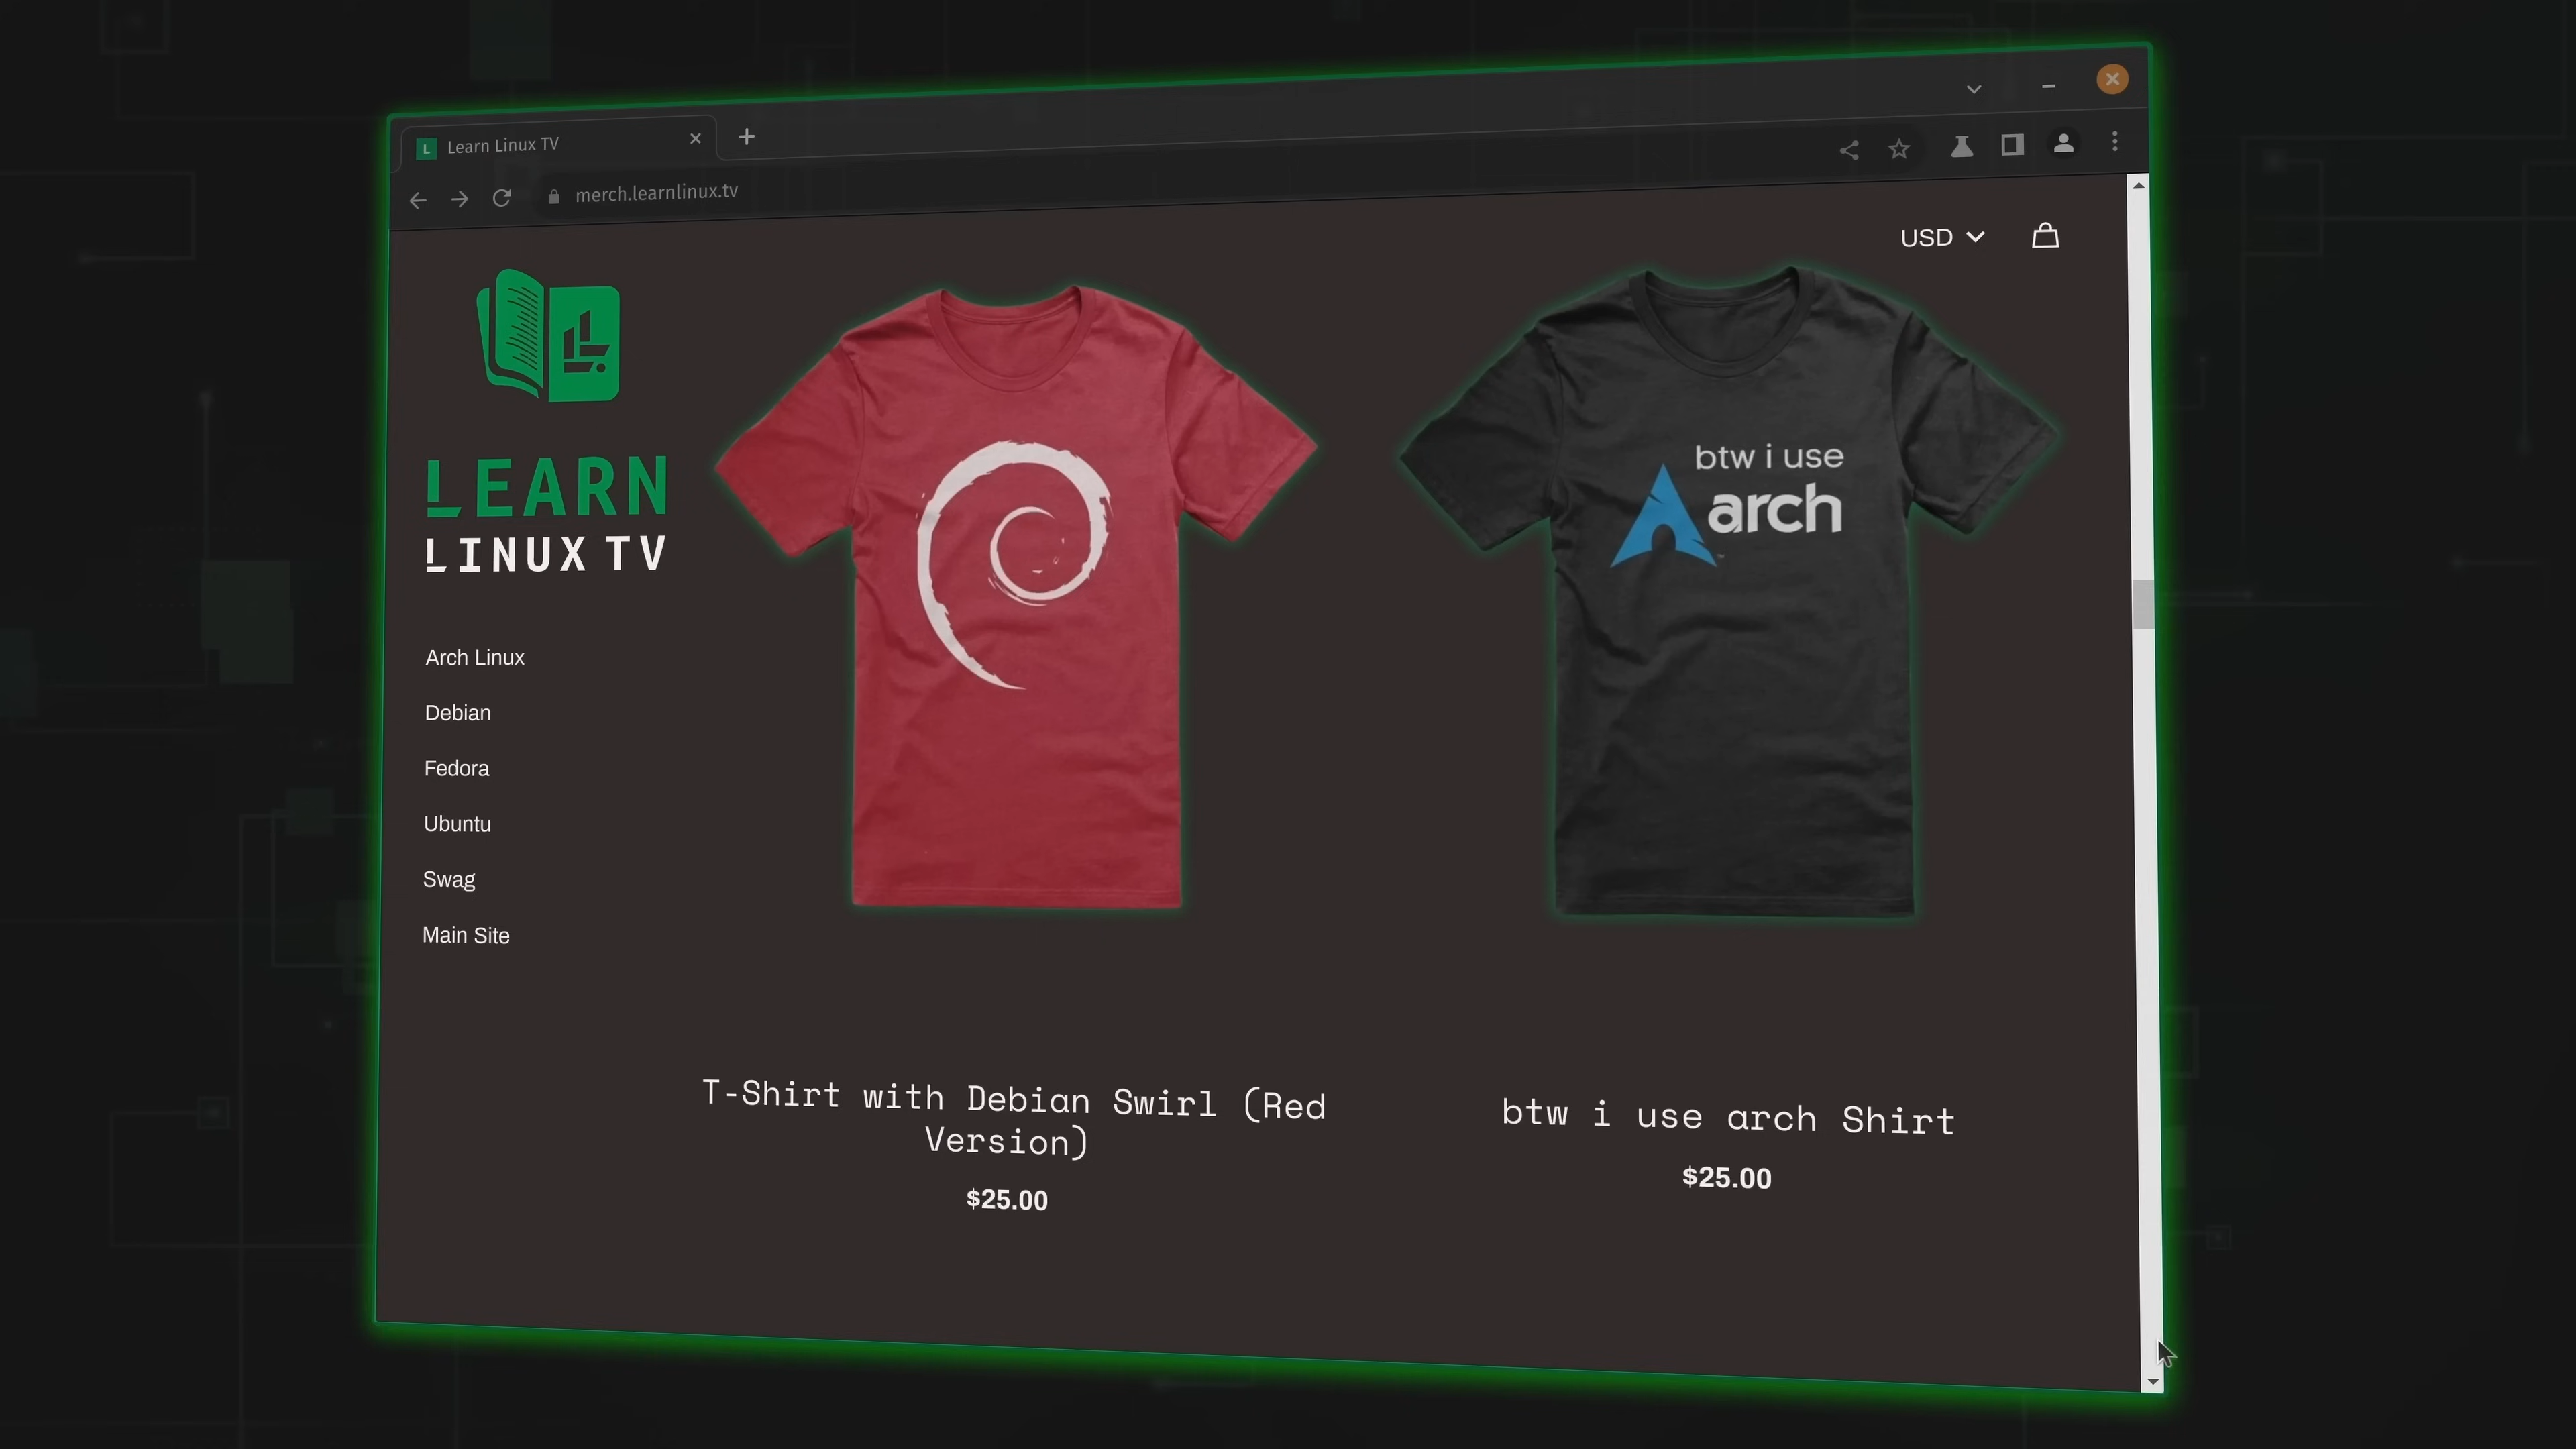 L Learn Linux TV
merch.learnlinux.tv
USD
LEARN
LINUX TV
Arch Linux
Debian
Fedora
Ubuntu
Swag
Main Site
btw i use
arch
T-Shirt with Debian Swirl (Red
Version)
$25.00
btw i use arch Shirt
$25.00